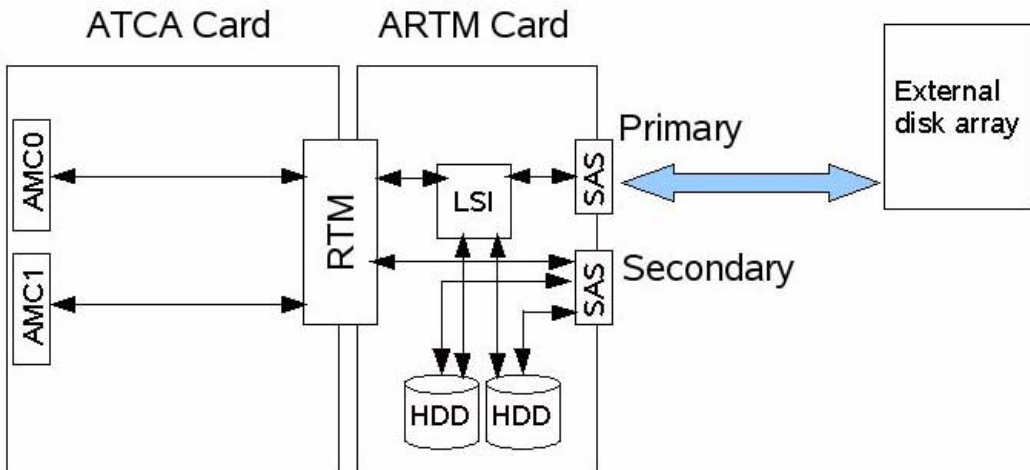 ATCA Card
ARTM Card
External
disk array
Primary
AMC0
SAS
LSI
RTM
Secondary
AMC1
SAS
HDD
HDD